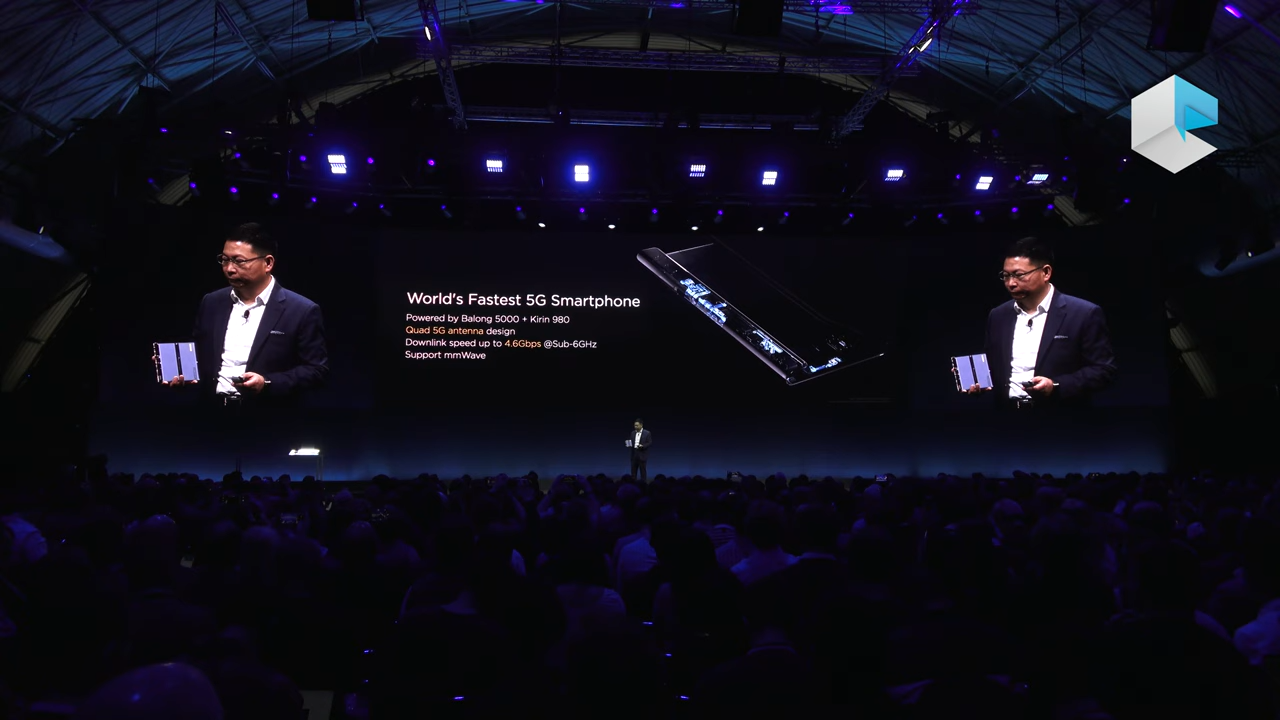 World's Fastest 5G Smartphone
Powered by Balong 5000 + Kirin 980
Quad 5G antenna design
Downlink speed up to 4.6Gbps @Sub-6GHz
Support mmWave